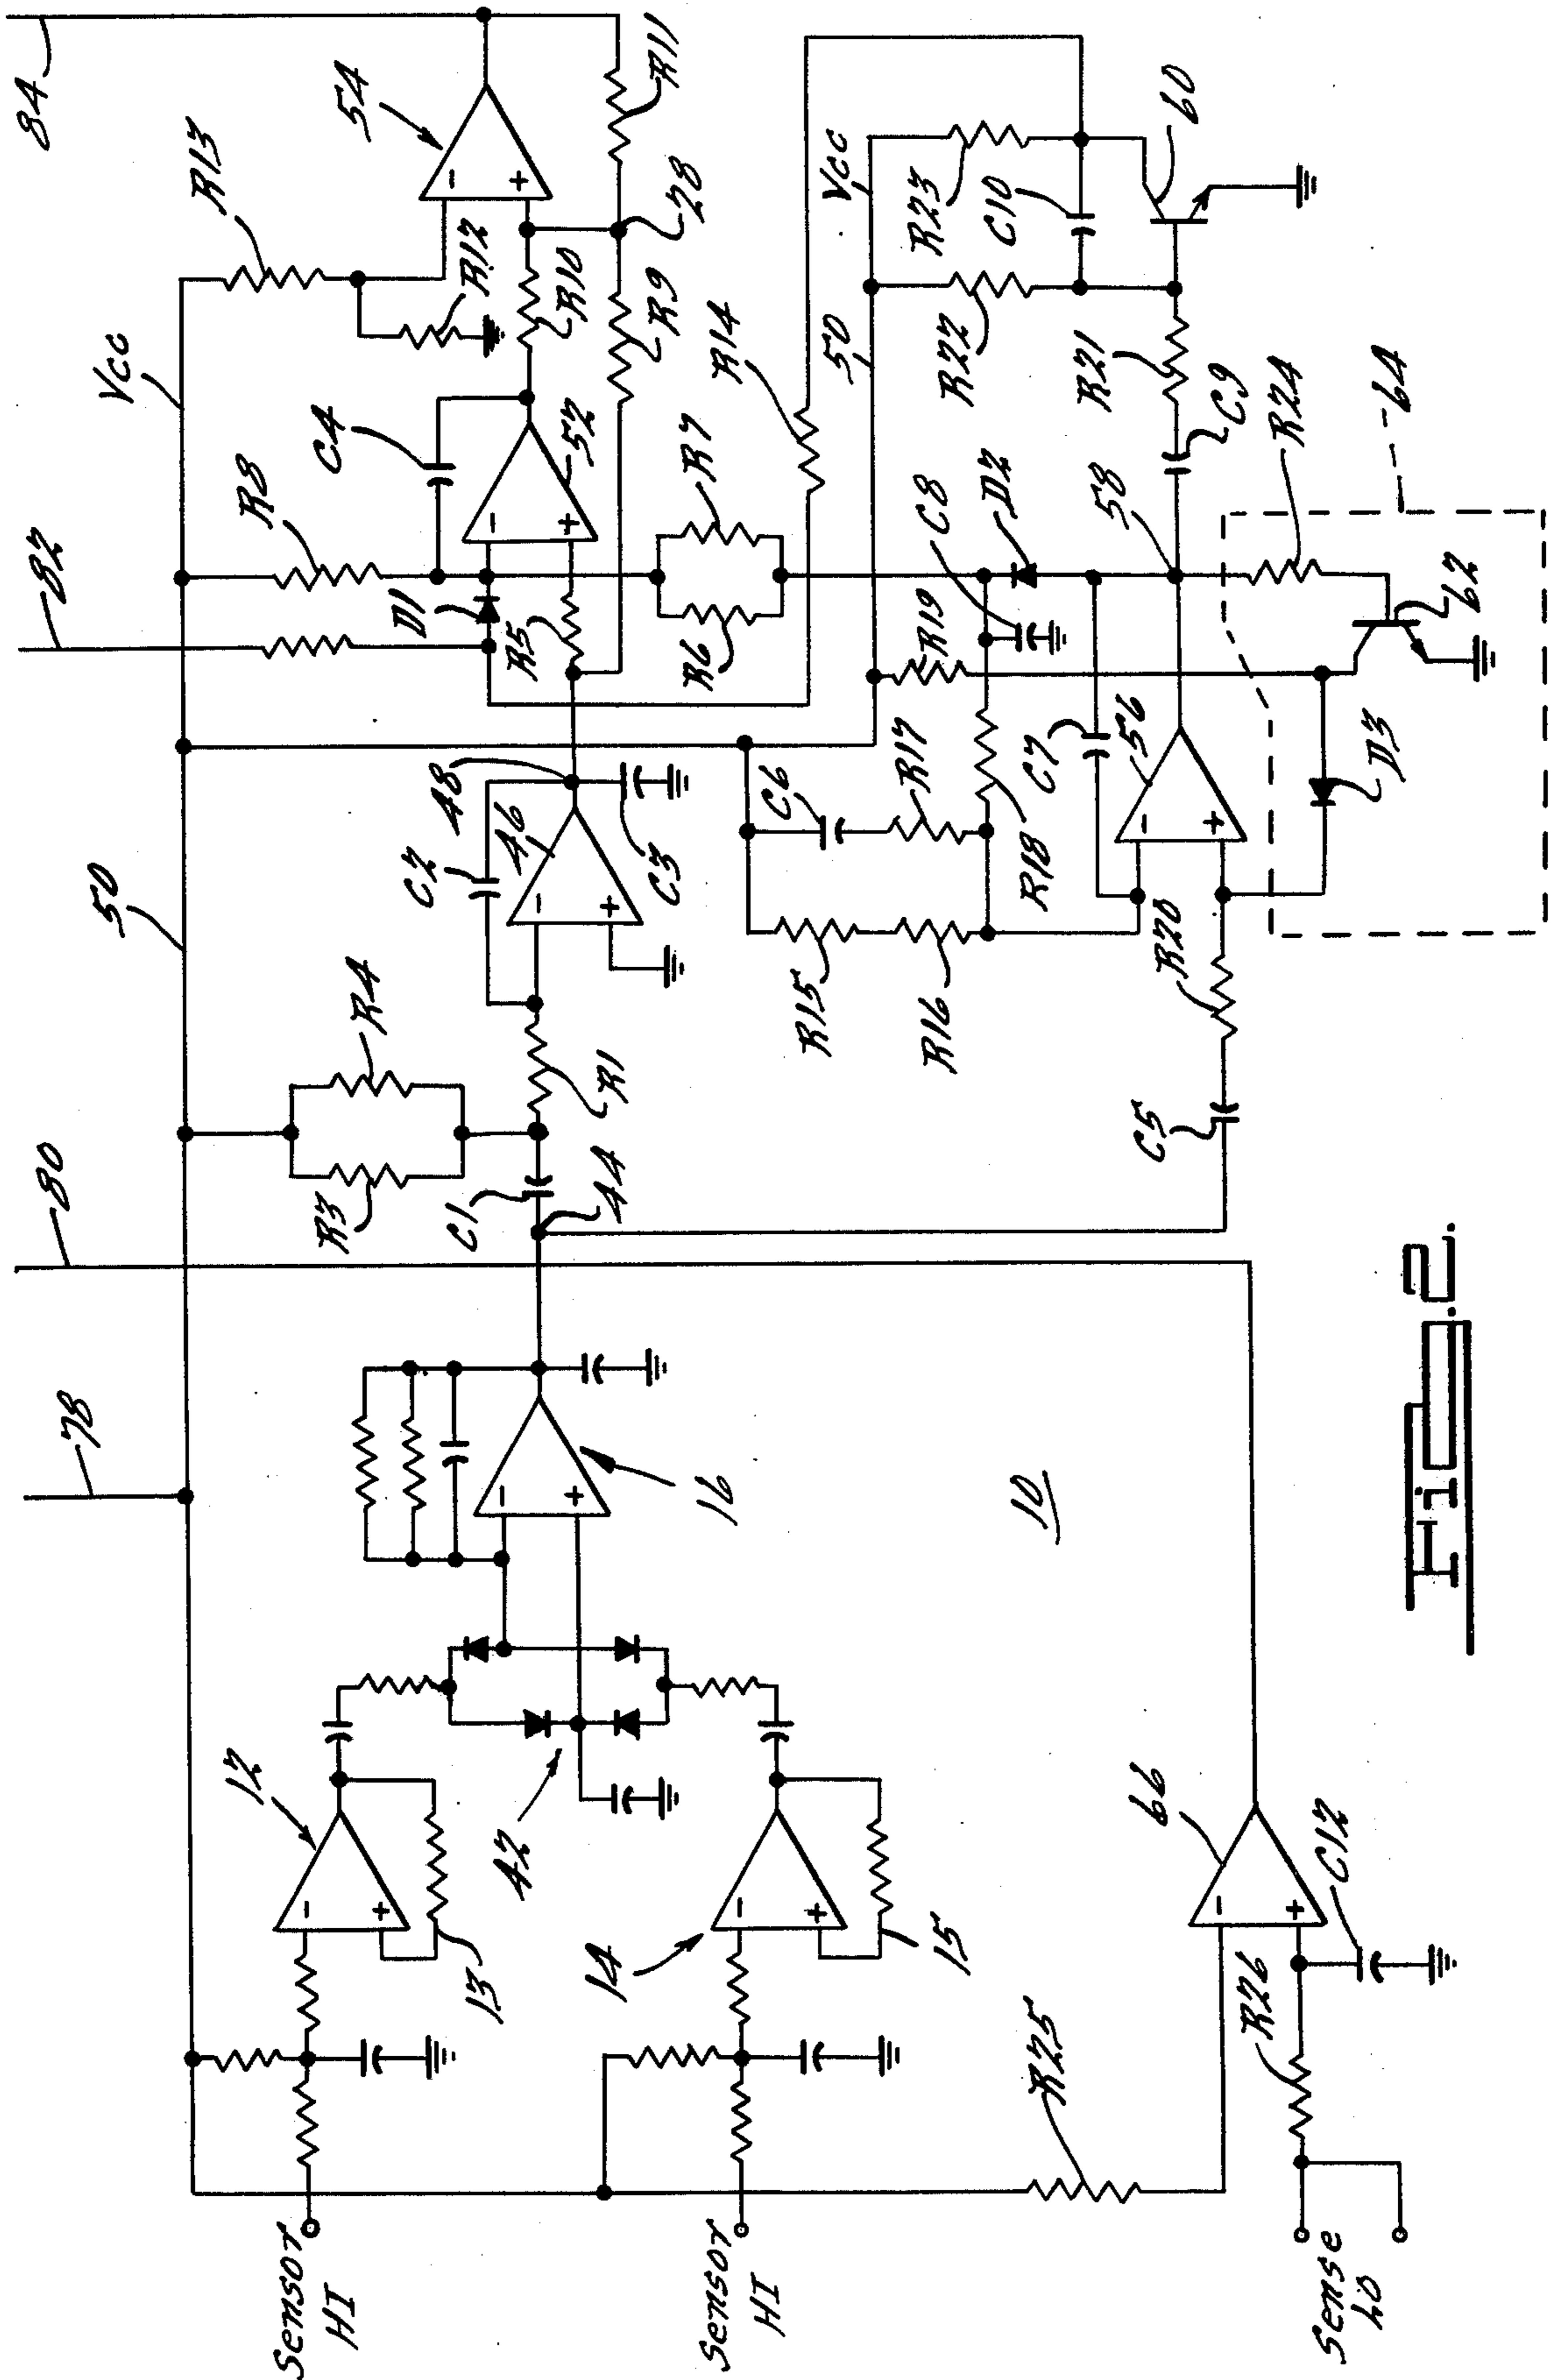 84
R13
54
R11
Vcc
R12
28
82
R8
C4
R10
R9
D1
52
R5
R7
R6
R14
50
Vcc
R23
C10
60
R22
R21
50
C2
46
48
C3
C6
R17
R19
C8
D2
58
C9
R24
64
R18
C7
56
62
D3
R15
R16
R20
R4
R3
R1
C1
44
C5
80
78
16
10
12
42
13
14
15
66
R25
R26
C12
Sensor
HI
Sensor
HI
Sense
LO
- + - + - + - + - + - + - + - +
Fig. 2.